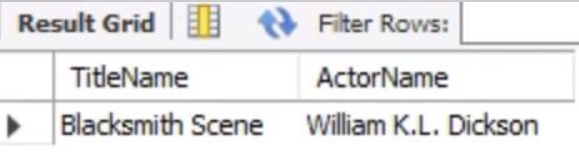 Result Grid Filter Rows:
TitleName ActorName
Blacksmith Scene William K.L. Dickson